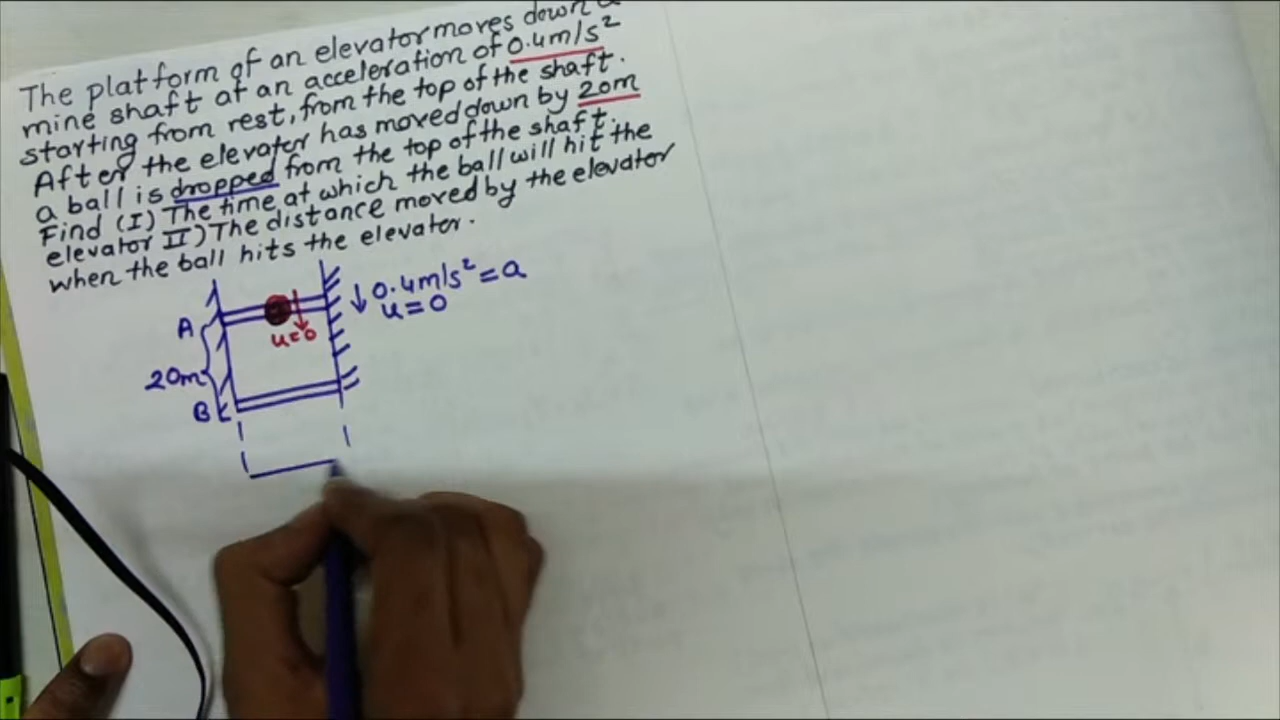 The platform of an elevator moves down a
mine shaft at an acceleration of 0.4m/s²
starting from rest, from the top of the shaft.
After the elevator has moved down by 20m
a ball is dropped from the top of the shaft.
Find (I) The time at which the ball will hit the
elevator II) The distance moved by the elevator
when the ball hits the elevator.
↓ 0.4m/s² = a
u = 0
A
u=0
20m
B